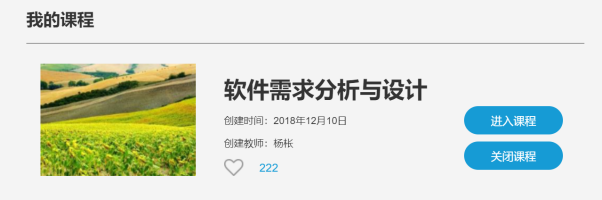 我的课程
软件需求分析与设计
创建时间：2018年12月10日
进入课程
创建教师：杨枨
关闭课程
222